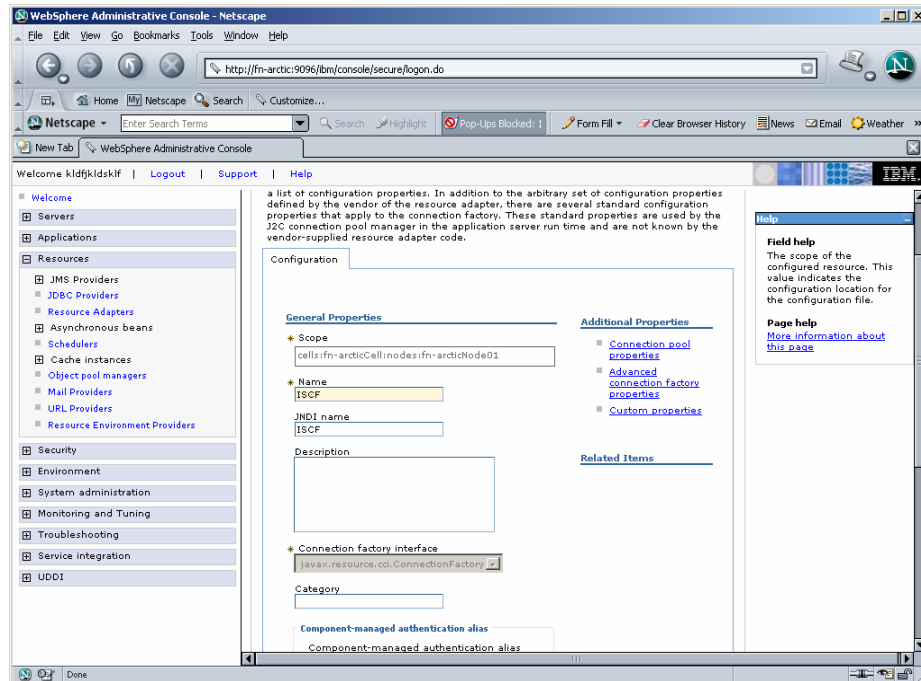 WebSphere Administrative Console - Netscape
File Edit View Go Bookmarks Tools Window Help
http://fn-arctic:9096/ibm/console/secure/logon.do
Home My Netscape Search Customize...
Netscape Enter Search Terms Search Highlight Pop-Ups Blocked: 1 Form Fill Clear Browser History News Email Weather »
New Tab WebSphere Administrative Console
Welcome kldfjkldsklf | Logout | Support | Help IBM.
Welcome
Servers
Applications
Resources
JMS Providers
JDBC Providers
Resource Adapters
Asynchronous beans
Schedulers
Cache instances
Object pool managers
Mail Providers
URL Providers
Resource Environment Providers
Security
Environment
System administration
Monitoring and Tuning
Troubleshooting
Service integration
UDDI
a list of configuration properties. In addition to the arbitrary set of configuration properties
defined by the vendor of the resource adapter, there are several standard configuration
properties that apply to the connection factory. These standard properties are used by the
J2C connection pool manager in the application server run time and are not known by the
vendor-supplied resource adapter code.
Configuration
General Properties
* Scope
cells:fn-arcticCell:nodes:fn-arcticNode01
* Name
ISCF
JNDI name
ISCF
Description
* Connection factory interface
javax.resource.cci.ConnectionFactory
Category
Component-managed authentication alias
Component-managed authentication alias
Additional Properties
Connection pool
properties
Advanced
connection factory
properties
Custom properties
Related Items
Help
Field help
The scope of the
configured resource. This
value indicates the
configuration location for
the configuration file.
Page help
More information about
this page
Done